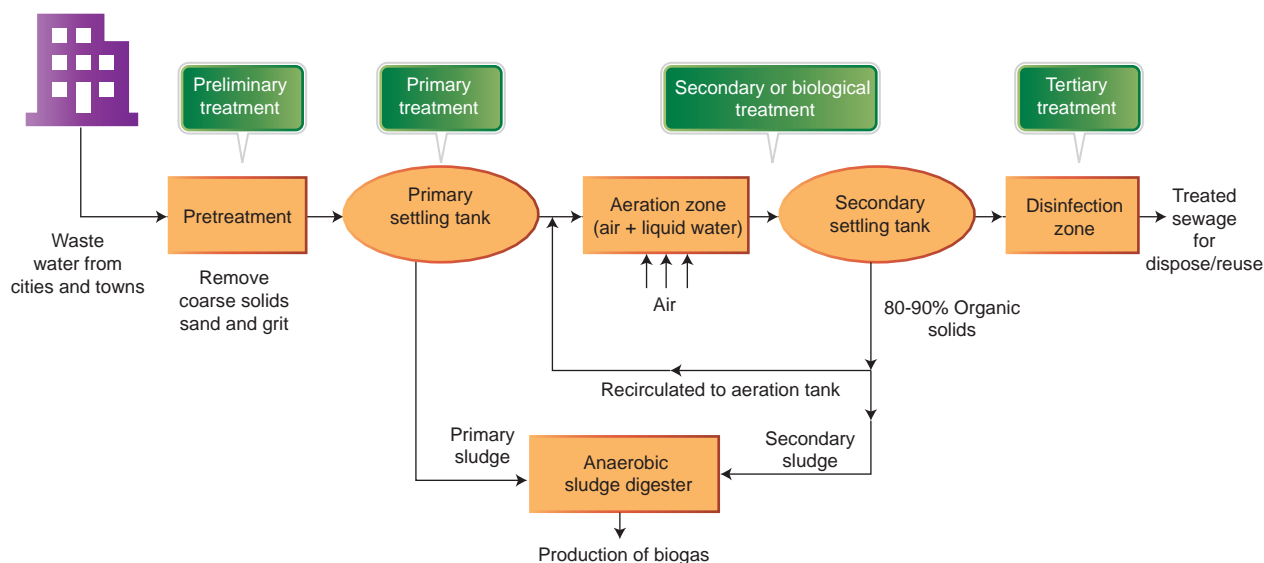 Preliminary
treatment
Primary
treatment
Secondary or biological
treatment
Tertiary
treatment
Waste
water from
cities and towns
Pretreatment
Remove
coarse solids
sand and grit
Primary
settling tank
Aeration zone
(air + liquid water)
Air
Secondary
settling tank
Disinfection
zone
Treated
sewage
for
dispose/reuse
80-90% Organic
solids
Recirculated to aeration tank
Primary
sludge
Anaerobic
sludge digester
Secondary
sludge
Production of biogas